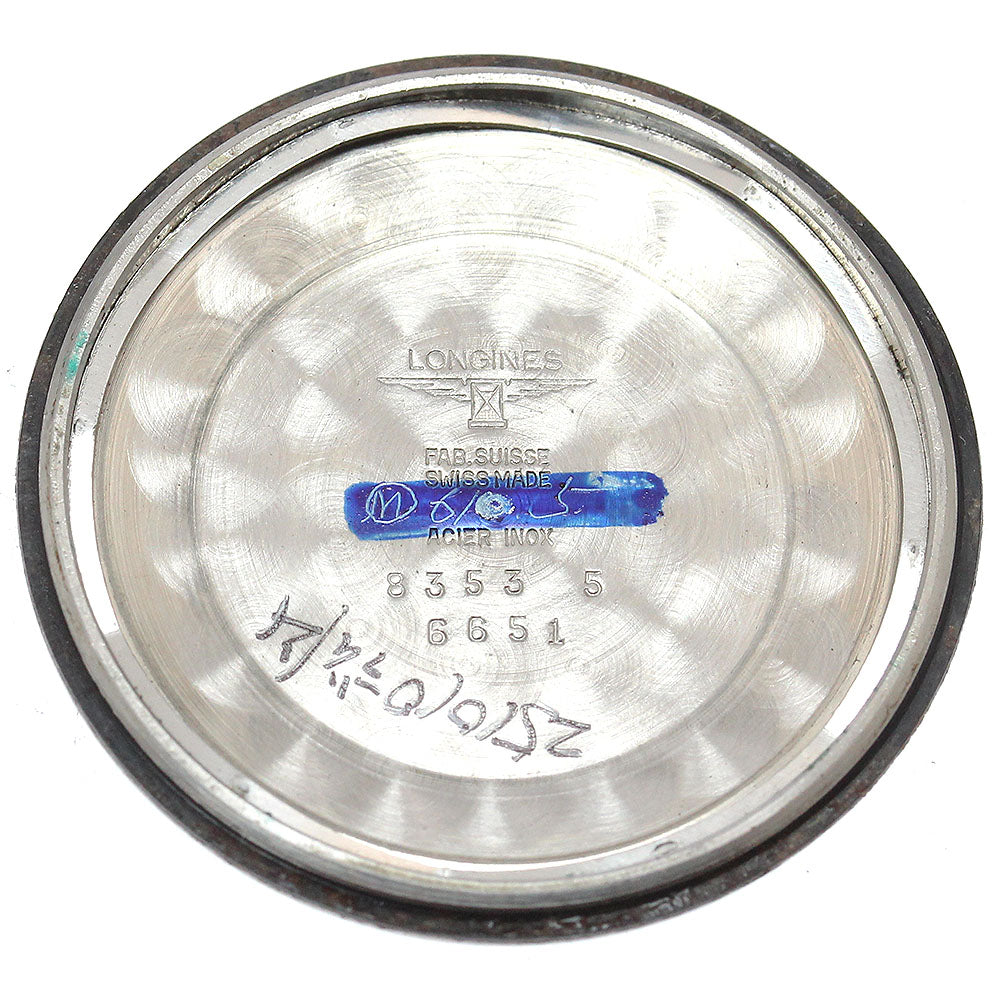 LONGINES
FAB.SUISSE
SWISS MADE
ACIER INOX
8353 5
6651